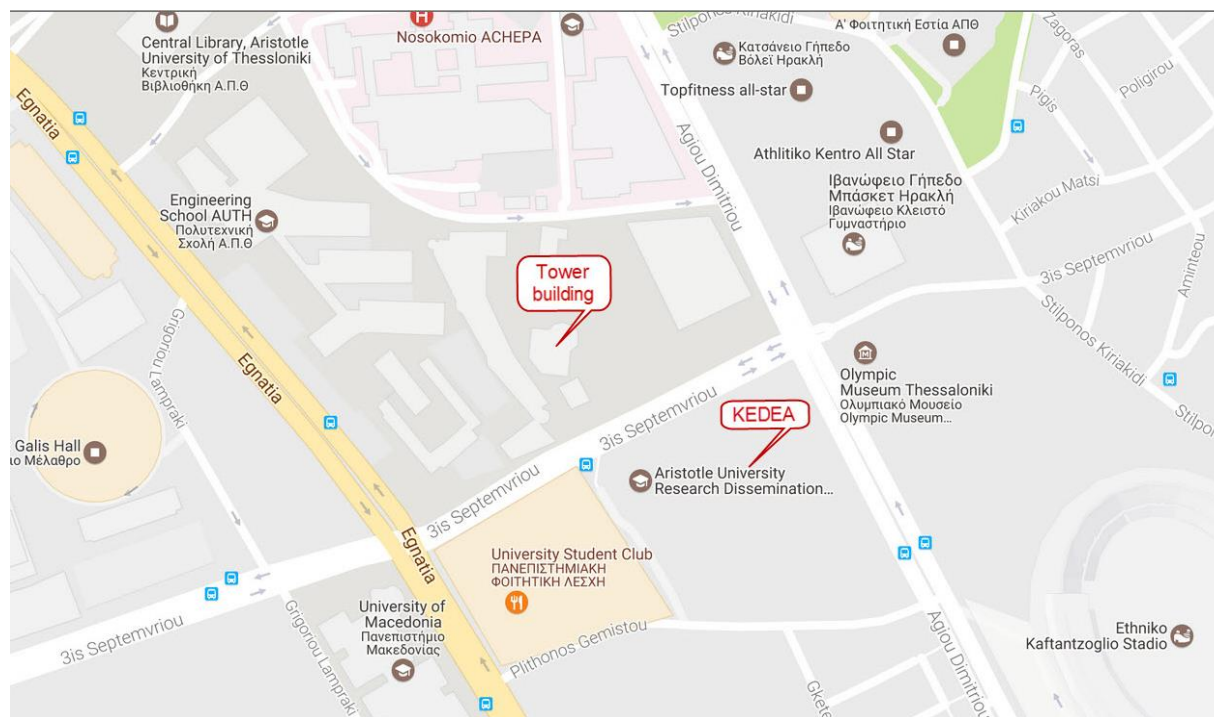 Central Library, Aristotle
University of Thessloniki
Κεντρική
Βιβλιοθήκη Α.Π.Θ
Nosokomio ACHEPA
Stilponos Kiriakidi
Α' Φοιτητική Εστία ΑΠΘ
Zagoras
Poligirou
Pigis
Κατσάνειο Γήπεδο
Βόλεϊ Ηρακλή
Topfitness all-star
Athlitiko Kentro All Star
Egnatia
Agiou Dimitriou
Ιβανώφειο Γήπεδο
Μπάσκετ Ηρακλή
Ιβανώφειο Κλειστό
Γυμναστήριο
Kiriakou Matsi
3is Septemvriou
Aminteou
Engineering
School AUTH
Πολυτεχνική
Σχολή Α.Π.Θ
Tower
building
Grigoriou Lampraki
Egnatia
Stilponos Kiriakidi
Stilpo
Olympic
Museum Thessaloniki
Ολυμπιακό Μουσείο
Olympic Museum...
KEDEA
3is Septemvriou
Galis Hall
ιο Μέλαθρο
Aristotle University
Research Dissemination...
3is Septemvriou
Egnatia
University Student Club
ΠΑΝΕΠΙΣΤΗΜΙΑΚΗ
ΦΟΙΤΗΤΙΚΗ ΛΕΣΧΗ
University of
Macedonia
Πανεπιστήμιο
Μακεδονίας
Grigoriou Lampraki
3is Septemvriou
Plithonos Gemistou
Agiou Dimitriou
Ethniko
Kaftantzoglio Stadio
Gkete